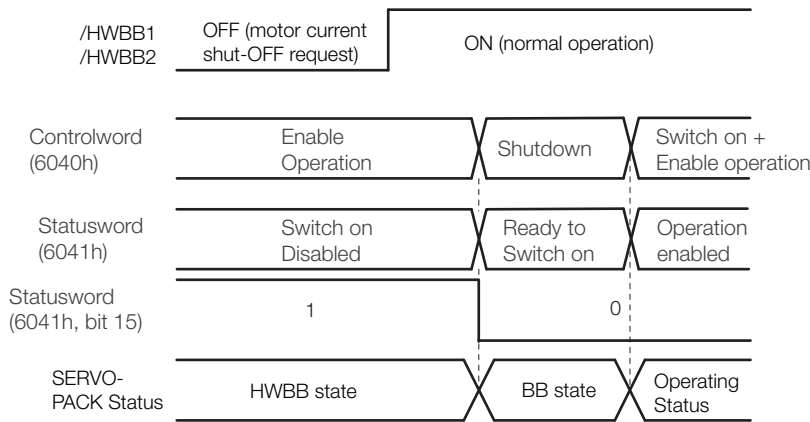 /HWBB1
/HWBB2
OFF (motor current
shut-OFF request)
ON (normal operation)
Controlword
(6040h)
Enable
Operation
Shutdown
Switch on +
Enable operation
Statusword
(6041h)
Switch on
Disabled
Ready to
Switch on
Operation
enabled
Statusword
(6041h, bit 15)
1
0
SERVO-
PACK Status
HWBB state
BB state
Operating
Status